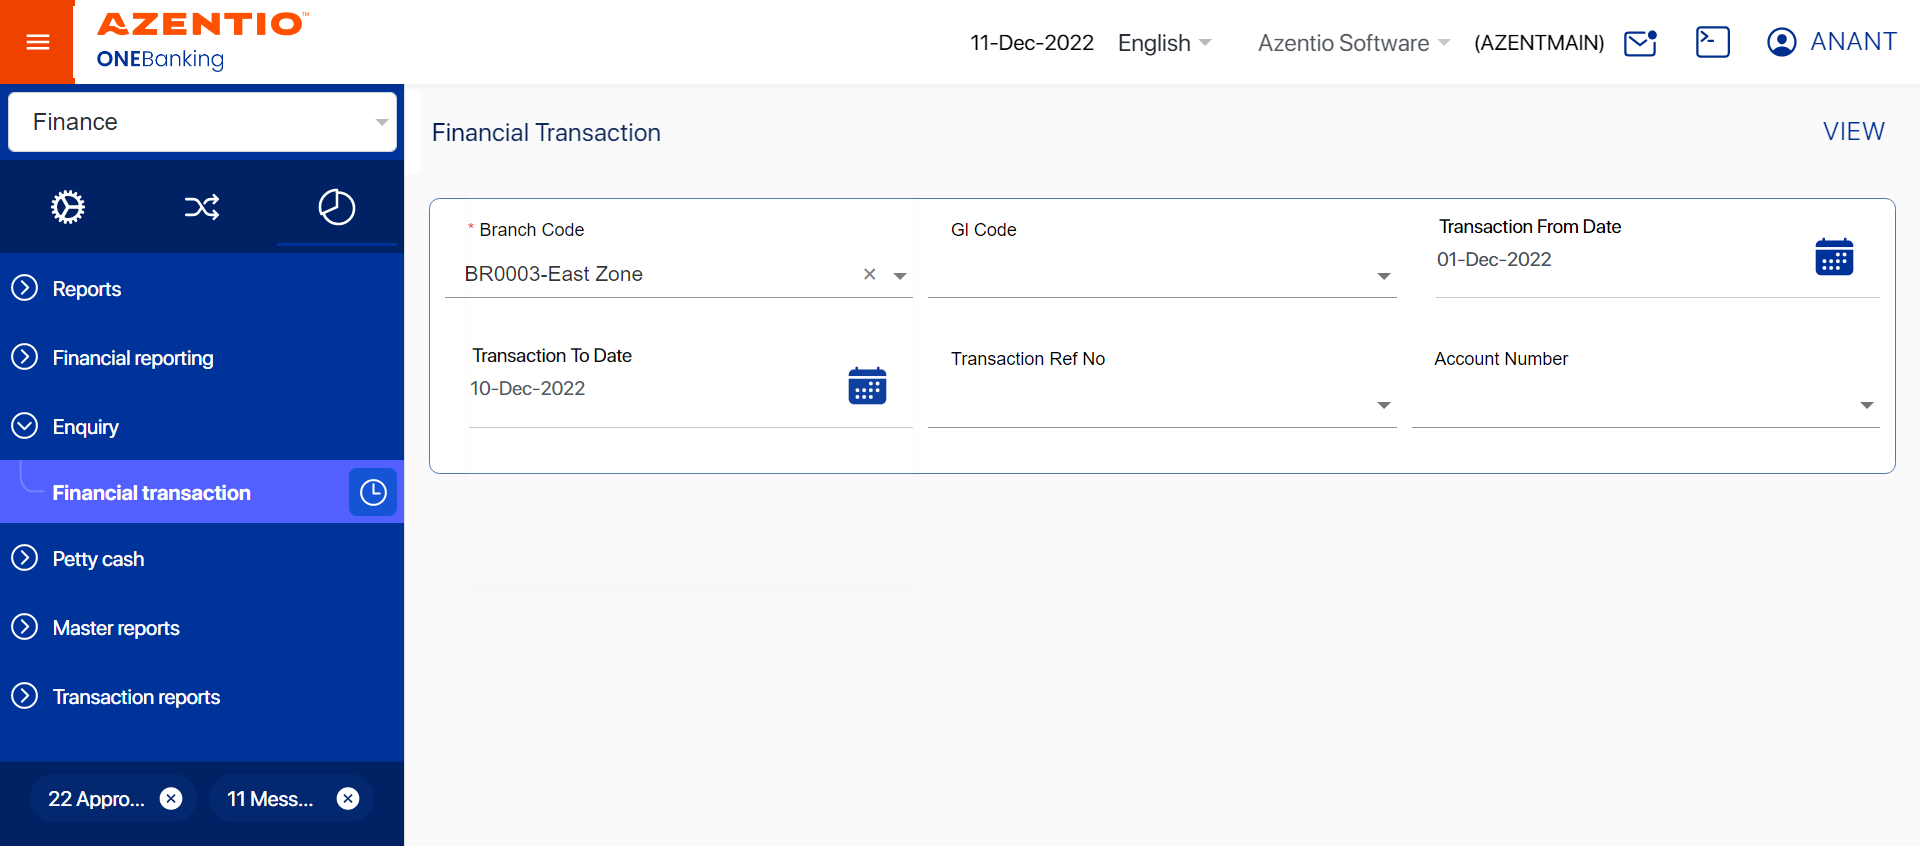 AZENTIO™
ONEBanking
11-Dec-2022
English
Azentio Software
(AZENTMAIN)
ANANT
Finance
Financial Transaction
VIEW
* Branch Code
BR0003-East Zone
Gl Code
Transaction From Date
01-Dec-2022
Transaction To Date
10-Dec-2022
Transaction Ref No
Account Number
Reports
Financial reporting
Enquiry
Financial transaction
Petty cash
Master reports
Transaction reports
22 Appro...
11 Mess...